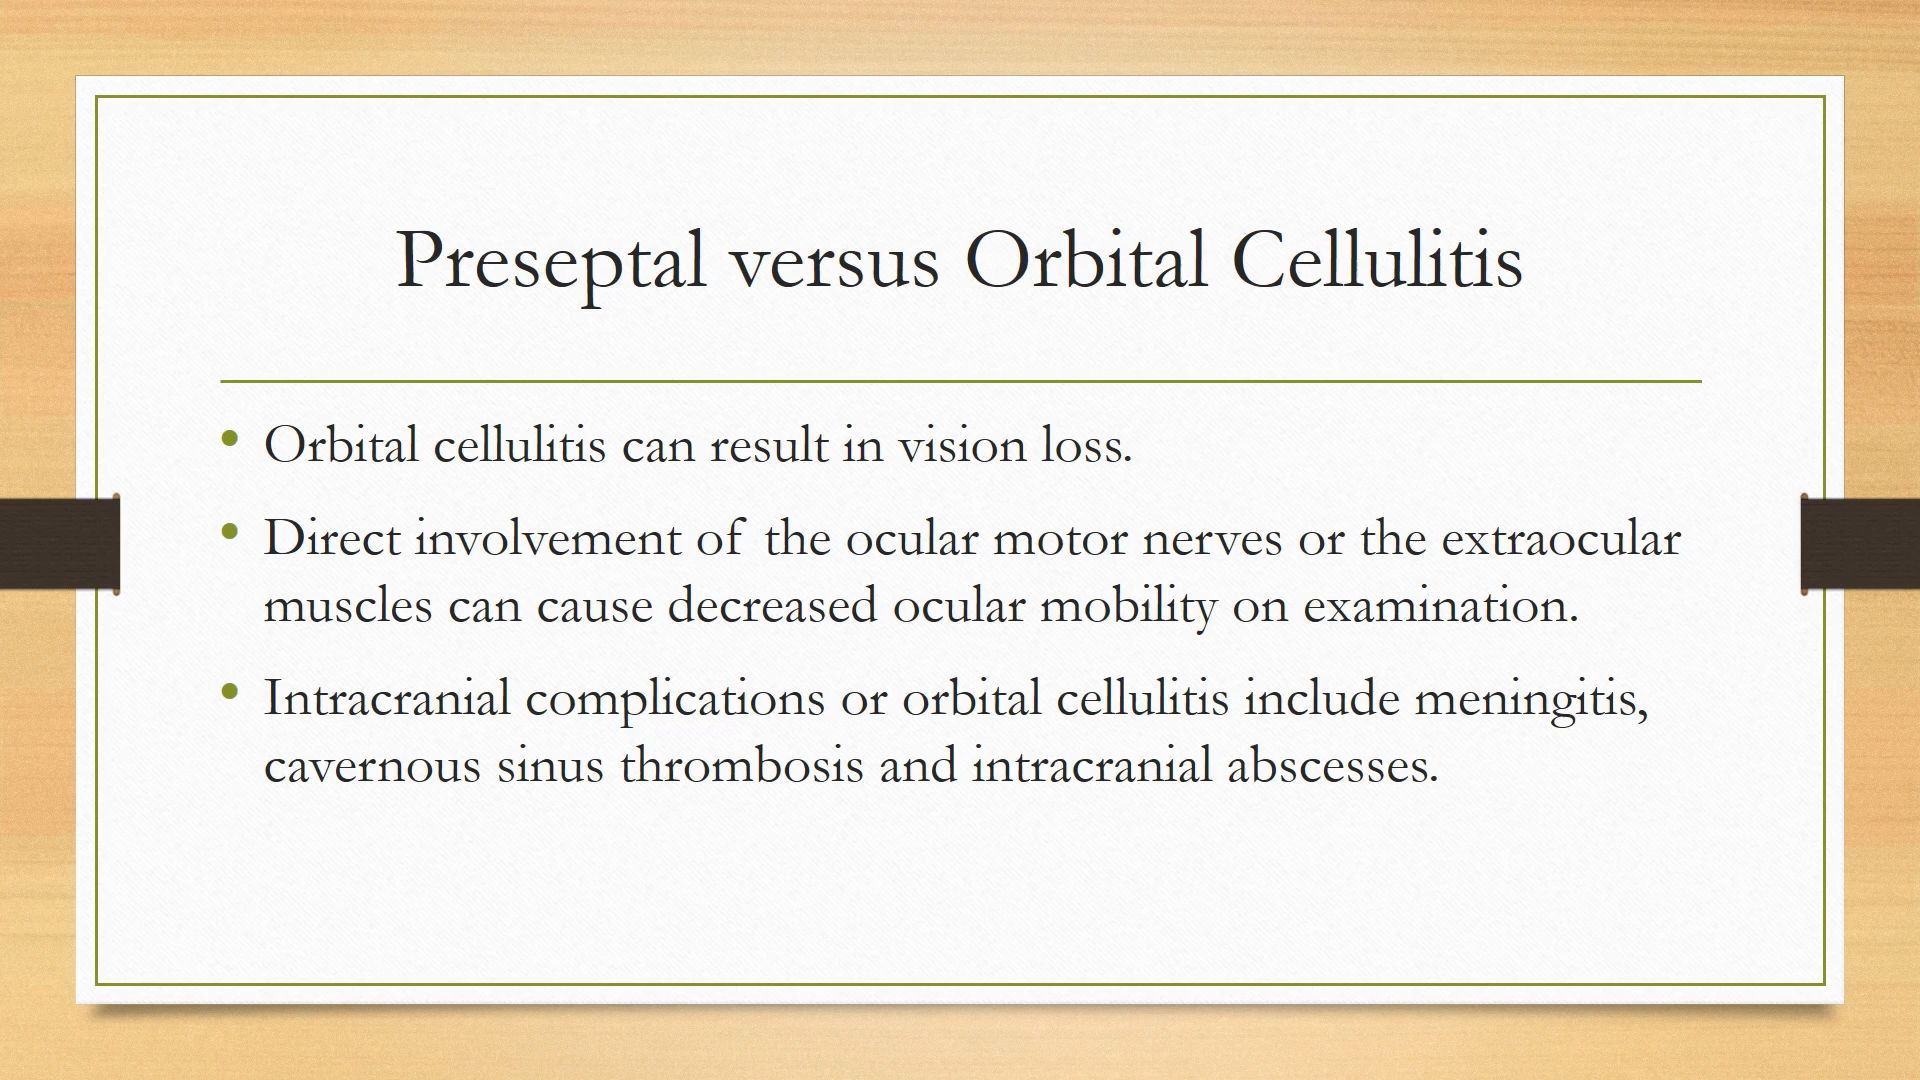 Preseptal versus Orbital Cellulitis
• Orbital cellulitis can result in vision loss.
• Direct involvement of the ocular motor nerves or the extraocular
muscles can cause decreased ocular mobility on examination.
• Intracranial complications or orbital cellulitis include meningitis,
cavernous sinus thrombosis and intracranial abscesses.